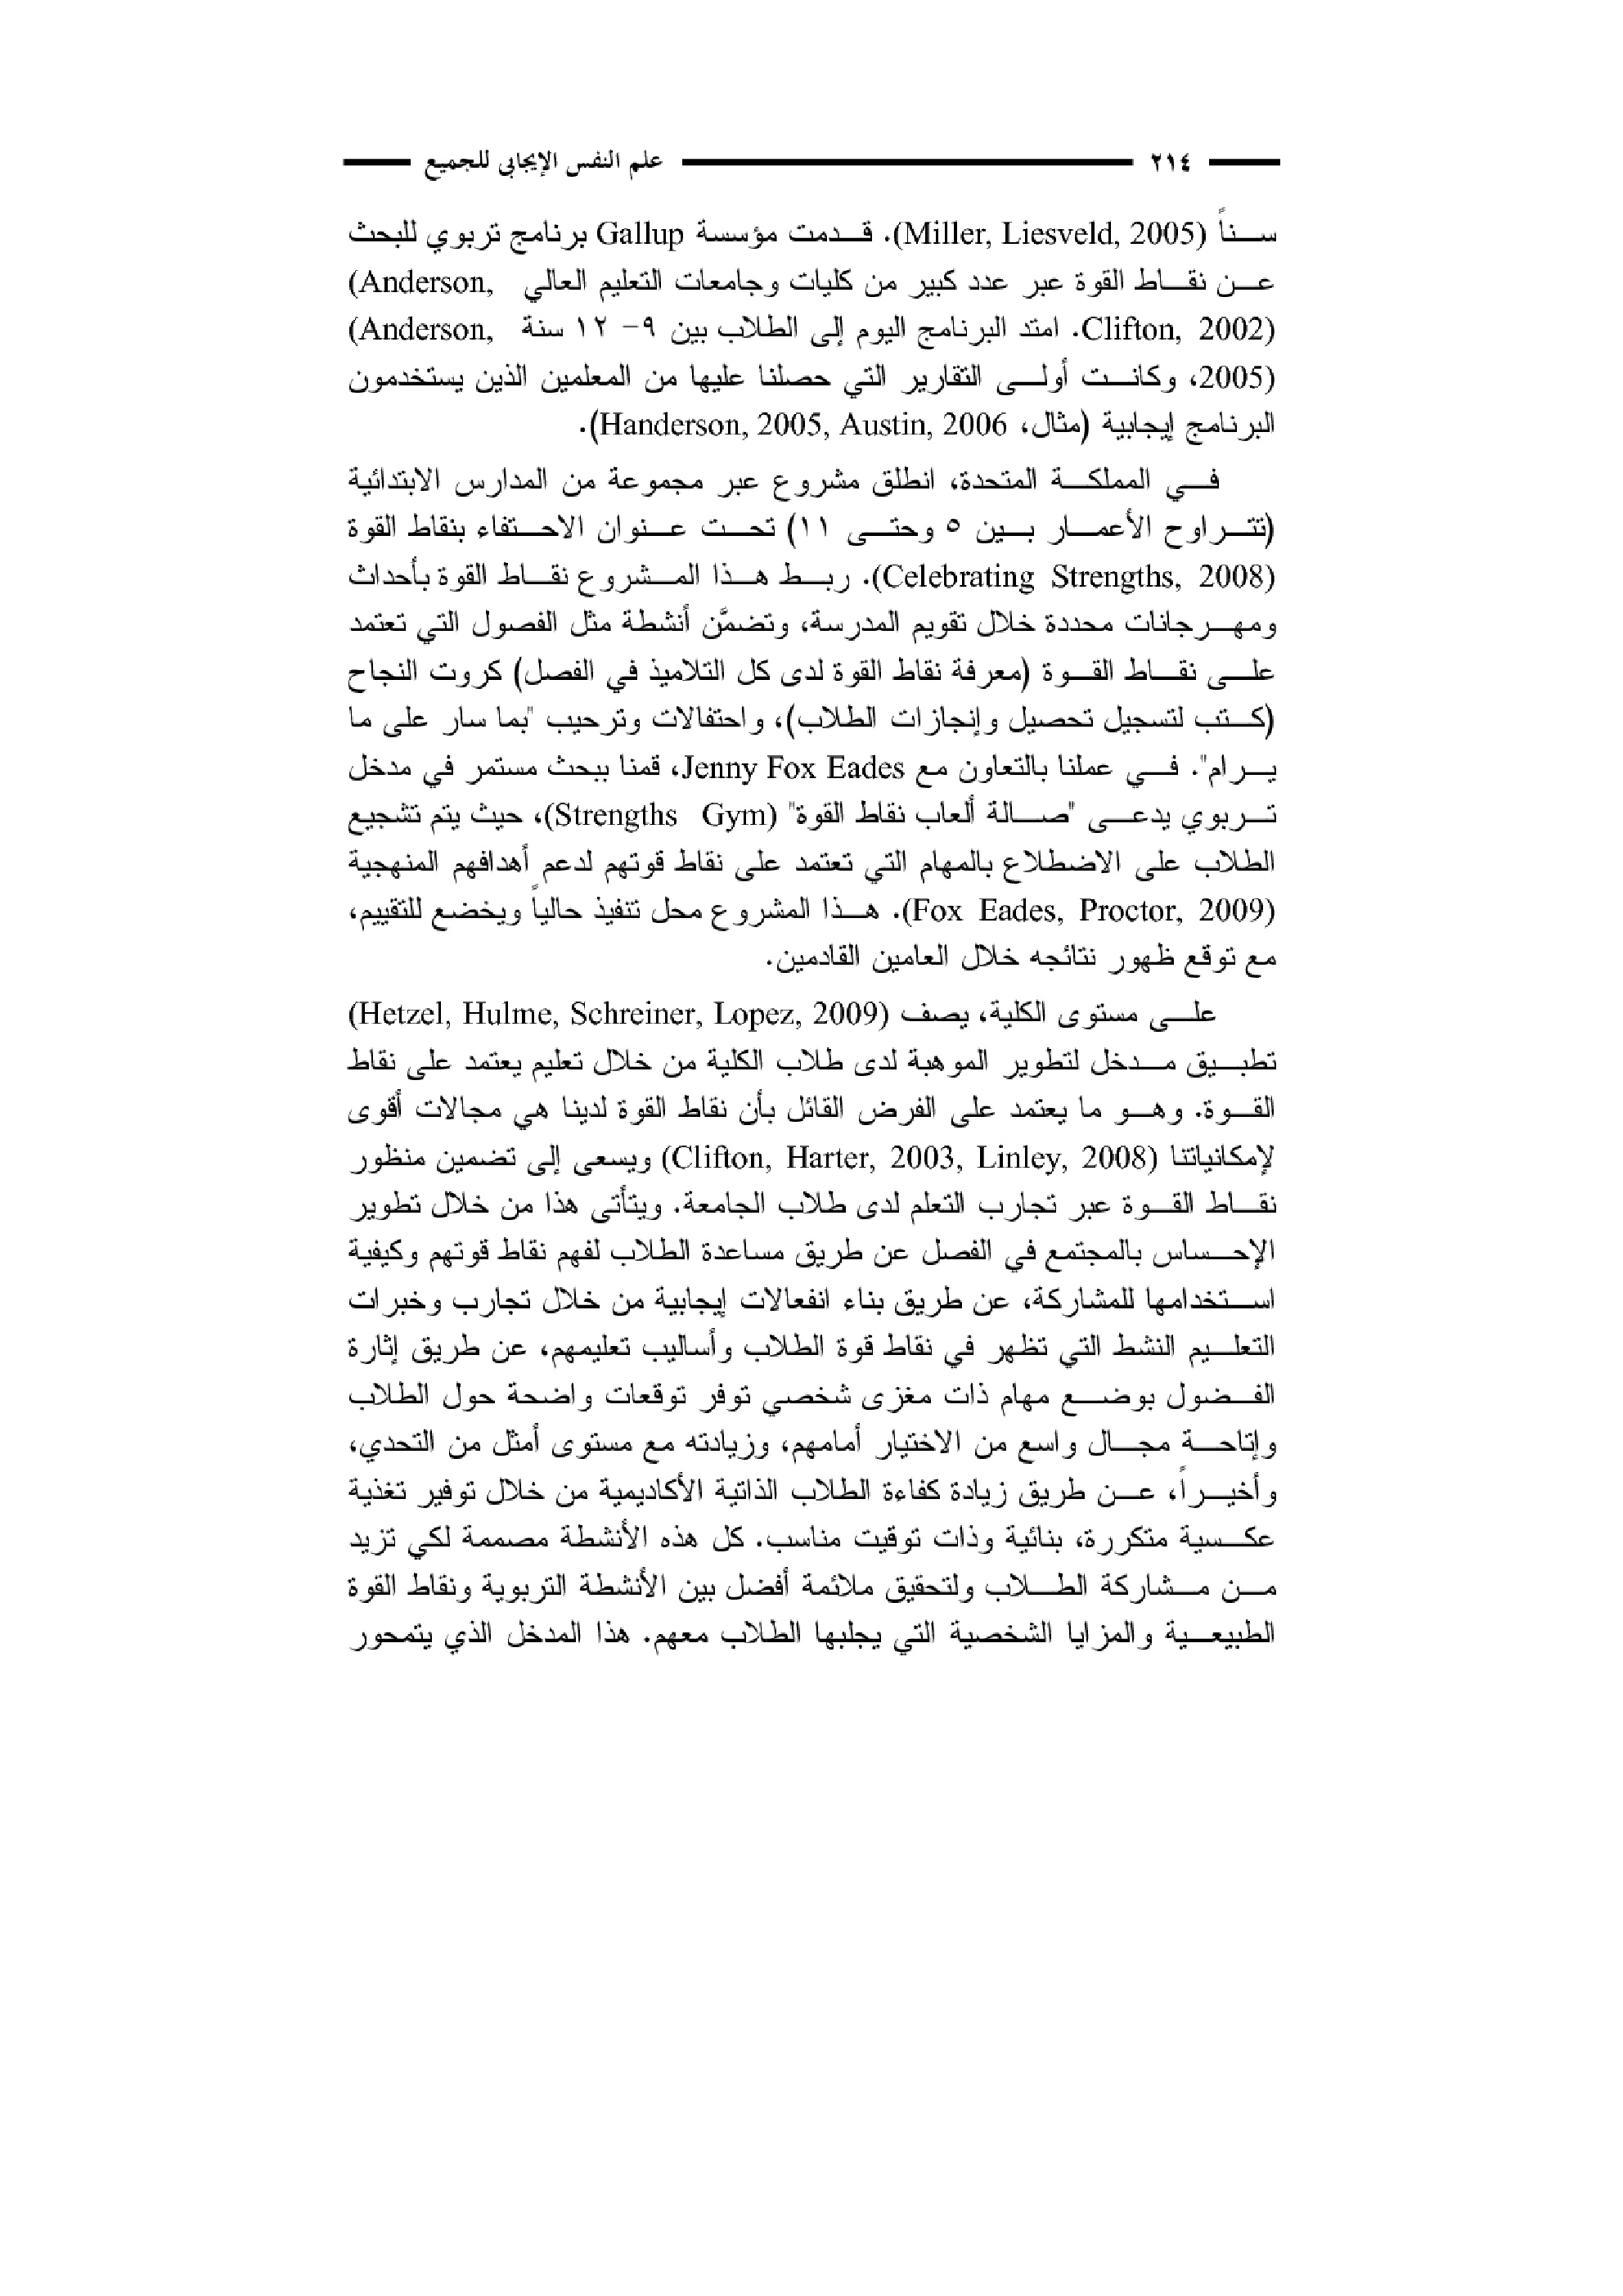 ٢١٤ علم النفس الإيجابي للجميع
سناً (Miller, Liesveld, 2005). قدمت مؤسسة Gallup برنامج تربوي للبحث
عن نقاط القوة عبر عدد كبير من كليات وجامعات التعليم العالي (Anderson,
Clifton, 2002). امتد البرنامج اليوم إلى الطلاب بين ٩- ١٢ سنة (Anderson,
2005)، وكانت أولى التقارير التي حصلنا عليها من المعلمين الذين يستخدمون
البرنامج إيجابية (مثال، Handerson, 2005, Austin, 2006).
في المملكة المتحدة، انطلق مشروع عبر مجموعة من المدارس الابتدائية
(تتراوح الأعمار بين ٥ وحتى ١١) تحت عنوان الاحتفاء بنقاط القوة
(Celebrating Strengths, 2008). ربط هذا المشروع نقاط القوة بأحداث
ومهرجانات محددة خلال تقويم المدرسة، وتضمَّن أنشطة مثل الفصول التي تعتمد
على نقاط القوة (معرفة نقاط القوة لدى كل التلاميذ في الفصل) كروت النجاح
(كتب لتسجيل تحصيل وإنجازات الطلاب)، واحتفالات وترحيب "بما سار على ما
يرام". في عملنا بالتعاون مع Jenny Fox Eades، قمنا ببحث مستمر في مدخل
تربوي يدعى "صالة ألعاب نقاط القوة" (Strengths Gym)، حيث يتم تشجيع
الطلاب على الاضطلاع بالمهام التي تعتمد على نقاط قوتهم لدعم أهدافهم المنهجية
(Fox Eades, Proctor, 2009). هذا المشروع محل تنفيذ حالياً ويخضع للتقييم،
مع توقع ظهور نتائجه خلال العامين القادمين.
على مستوى الكلية، يصف (Hetzel, Hulme, Schreiner, Lopez, 2009)
تطبيق مدخل لتطوير الموهبة لدى طلاب الكلية من خلال تعليم يعتمد على نقاط
القوة. وهو ما يعتمد على الفرض القائل بأن نقاط القوة لدينا هي مجالات أقوى
لإمكانياتنا (Clifton, Harter, 2003, Linley, 2008) ويسعى إلى تضمين منظور
نقاط القوة عبر تجارب التعلم لدى طلاب الجامعة. ويتأتى هذا من خلال تطوير
الإحساس بالمجتمع في الفصل عن طريق مساعدة الطلاب لفهم نقاط قوتهم وكيفية
استخدامها للمشاركة، عن طريق بناء انفعالات إيجابية من خلال تجارب وخبرات
التعليم النشط التي تظهر في نقاط قوة الطلاب وأساليب تعليمهم، عن طريق إثارة
الفضول بوضع مهام ذات مغزى شخصي توفر توقعات واضحة حول الطلاب
وإتاحة مجال واسع من الاختيار أمامهم، وزيادته مع مستوى أمثل من التحدي،
وأخيراً، عن طريق زيادة كفاءة الطلاب الذاتية الأكاديمية من خلال توفير تغذية
عكسية متكررة، بنائية وذات توقيت مناسب. كل هذه الأنشطة مصممة لكي تزيد
من مشاركة الطلاب ولتحقيق ملائمة أفضل بين الأنشطة التربوية ونقاط القوة
الطبيعية والمزايا الشخصية التي يجلبها الطلاب معهم. هذا المدخل الذي يتمحور